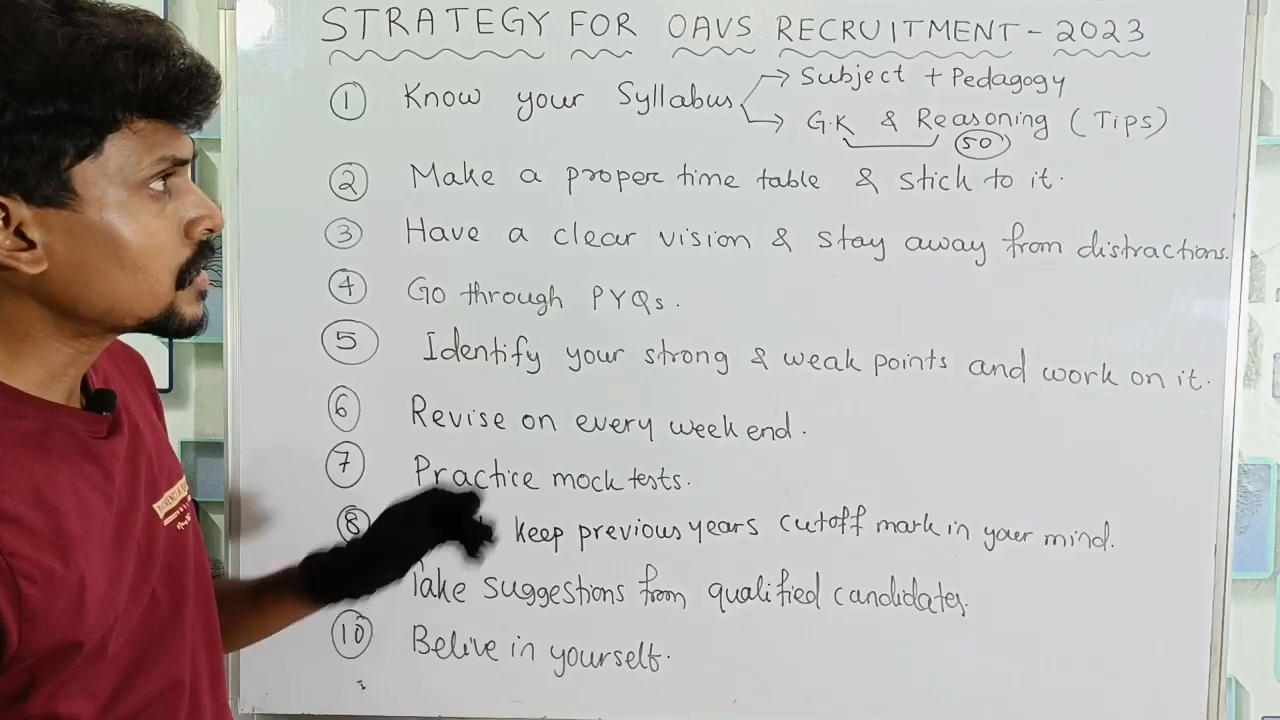 STRATEGY FOR OAVS RECRUITMENT - 2023
① Know your Syllabus → Subject + Pedagogy
→ G.K & Reasoning (Tips)
50
② Make a proper time table & stick to it.
③ Have a clear vision & stay away from distractions.
④ Go through PYQs.
⑤ Identify your strong & weak points and work on it.
⑥ Revise on every week end.
⑦ Practice mock tests.
⑧ keep previous years cutoff mark in your mind.
Take suggestions from qualified candidates.
⑩ Belive in yourself.